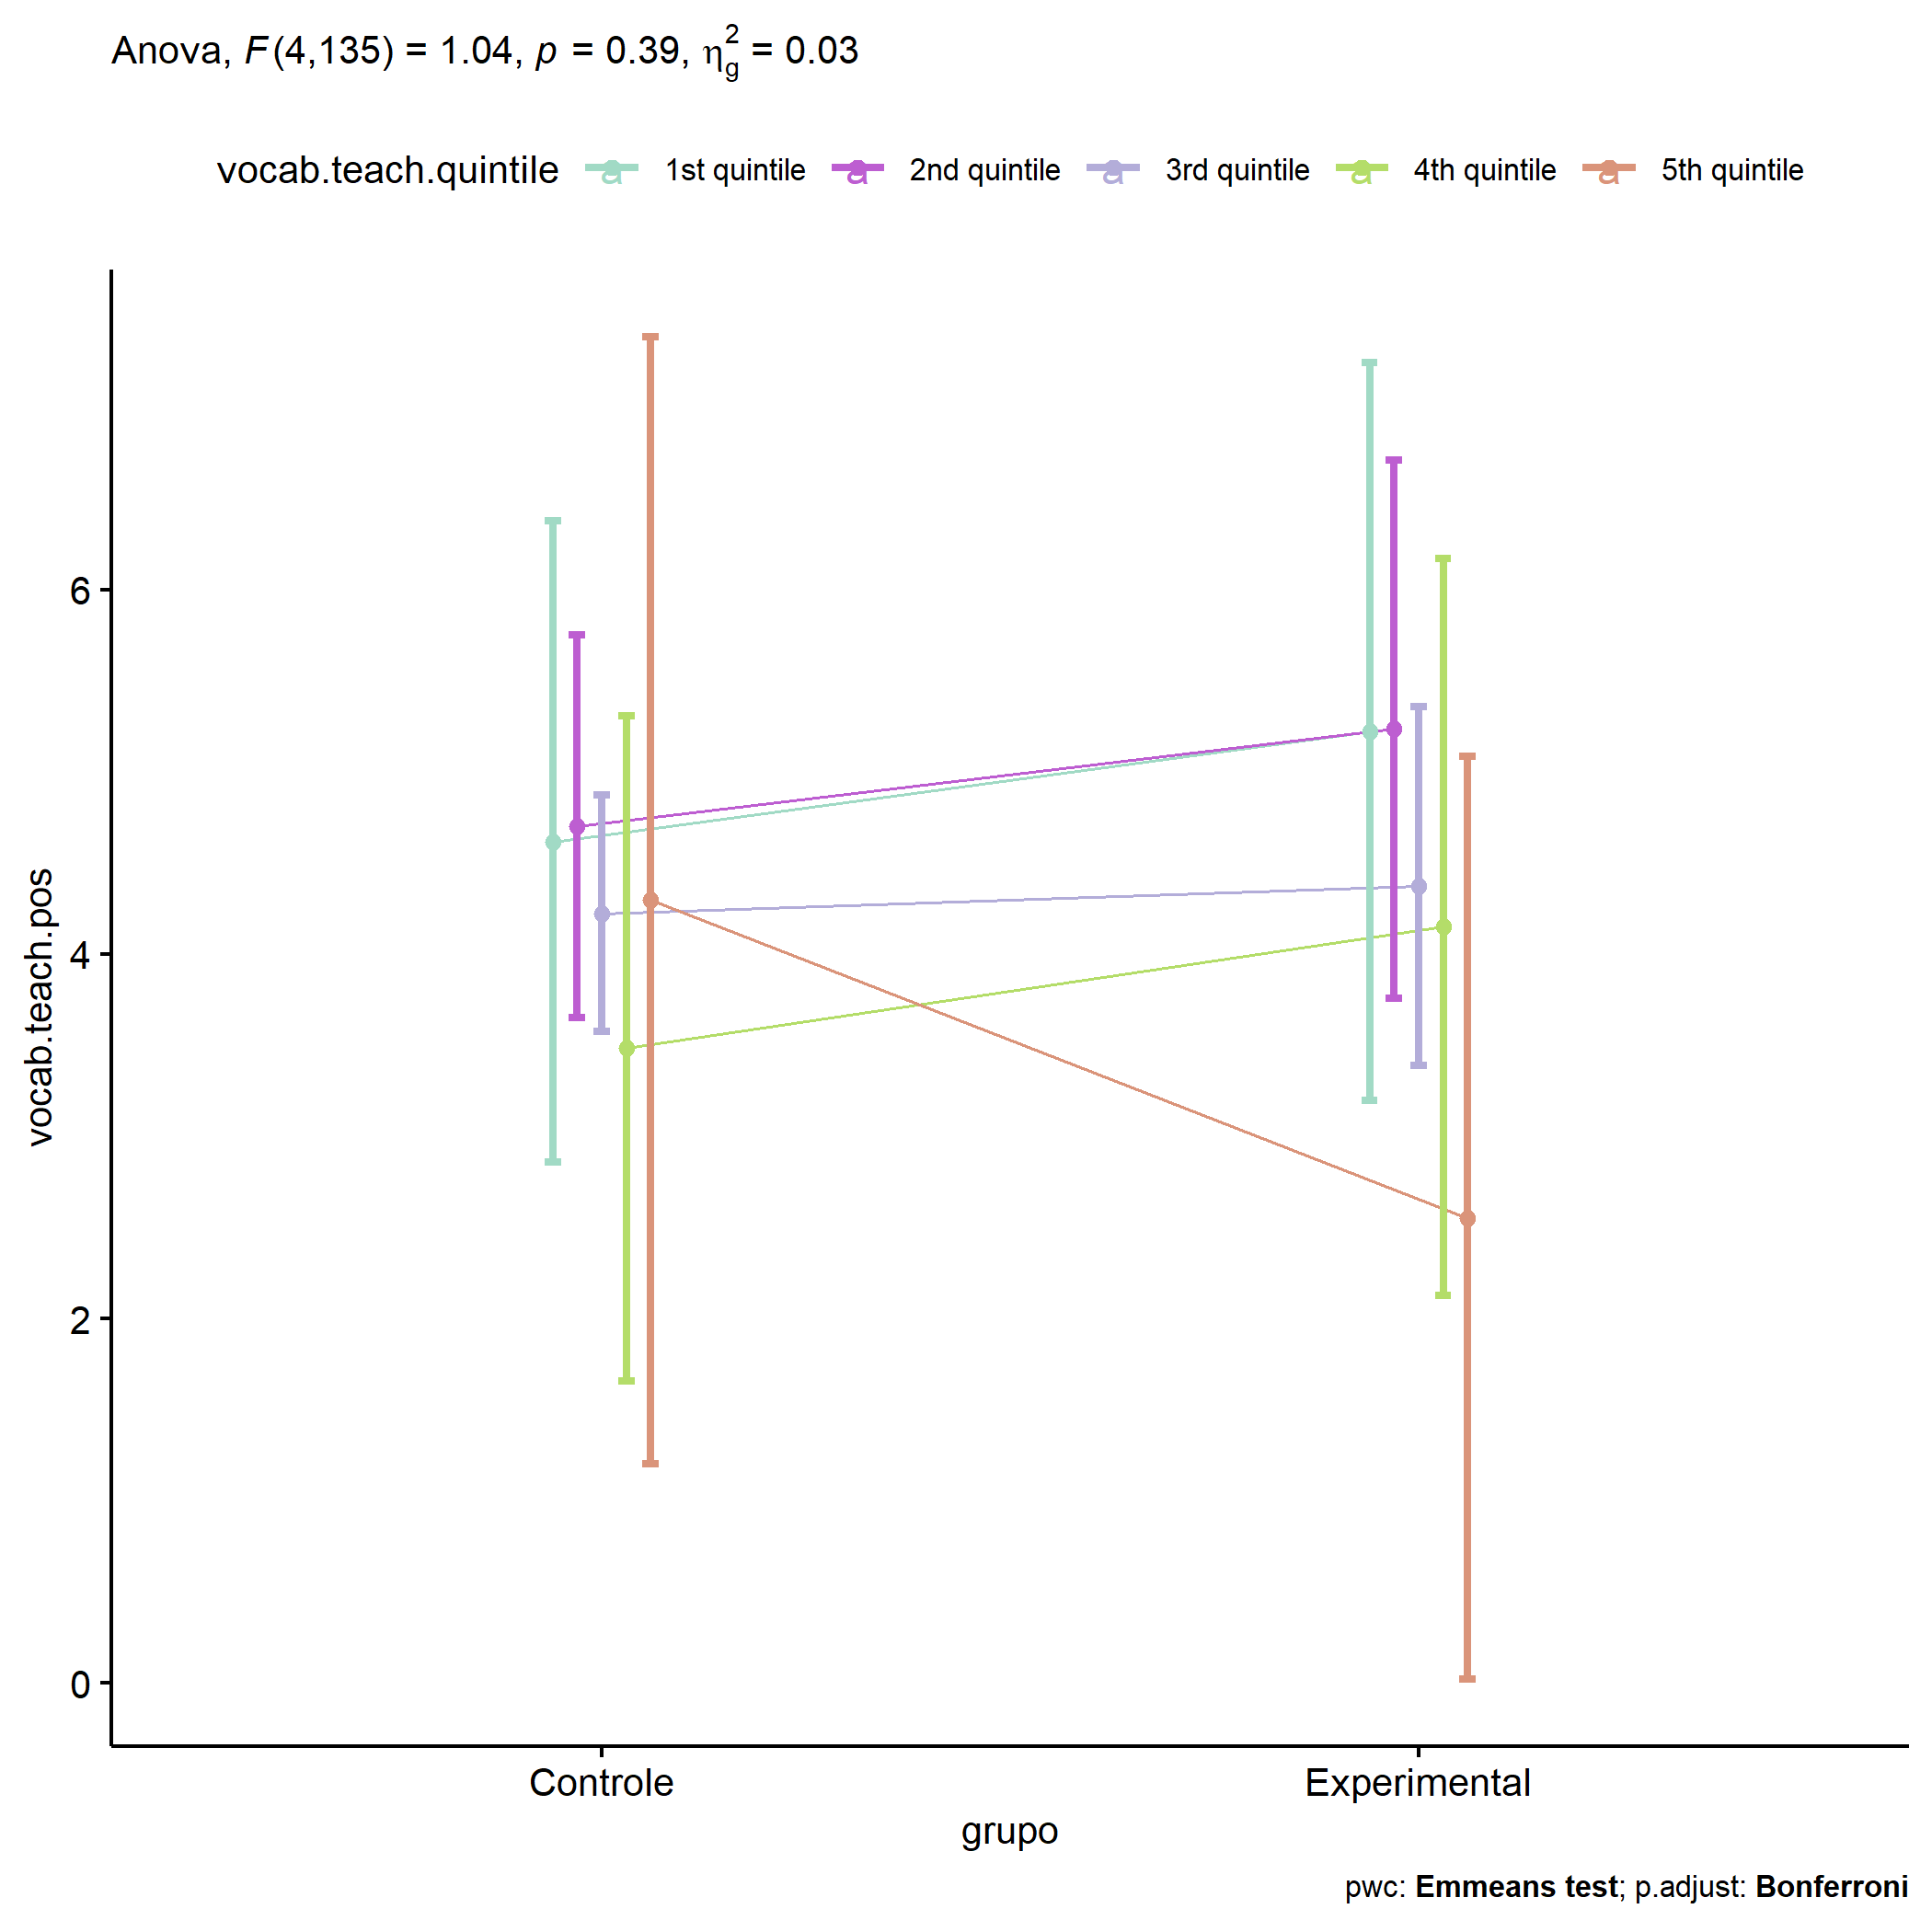 Anova, F(4,135) = 1.04, p = 0.39, η²g = 0.03
vocab.teach.quintile a 1st quintile a 2nd quintile a 3rd quintile a 4th quintile a 5th quintile
vocab.teach.pos
6
4
2
0
Controle Experimental
grupo
pwc: Emmeans test; p.adjust: Bonferroni